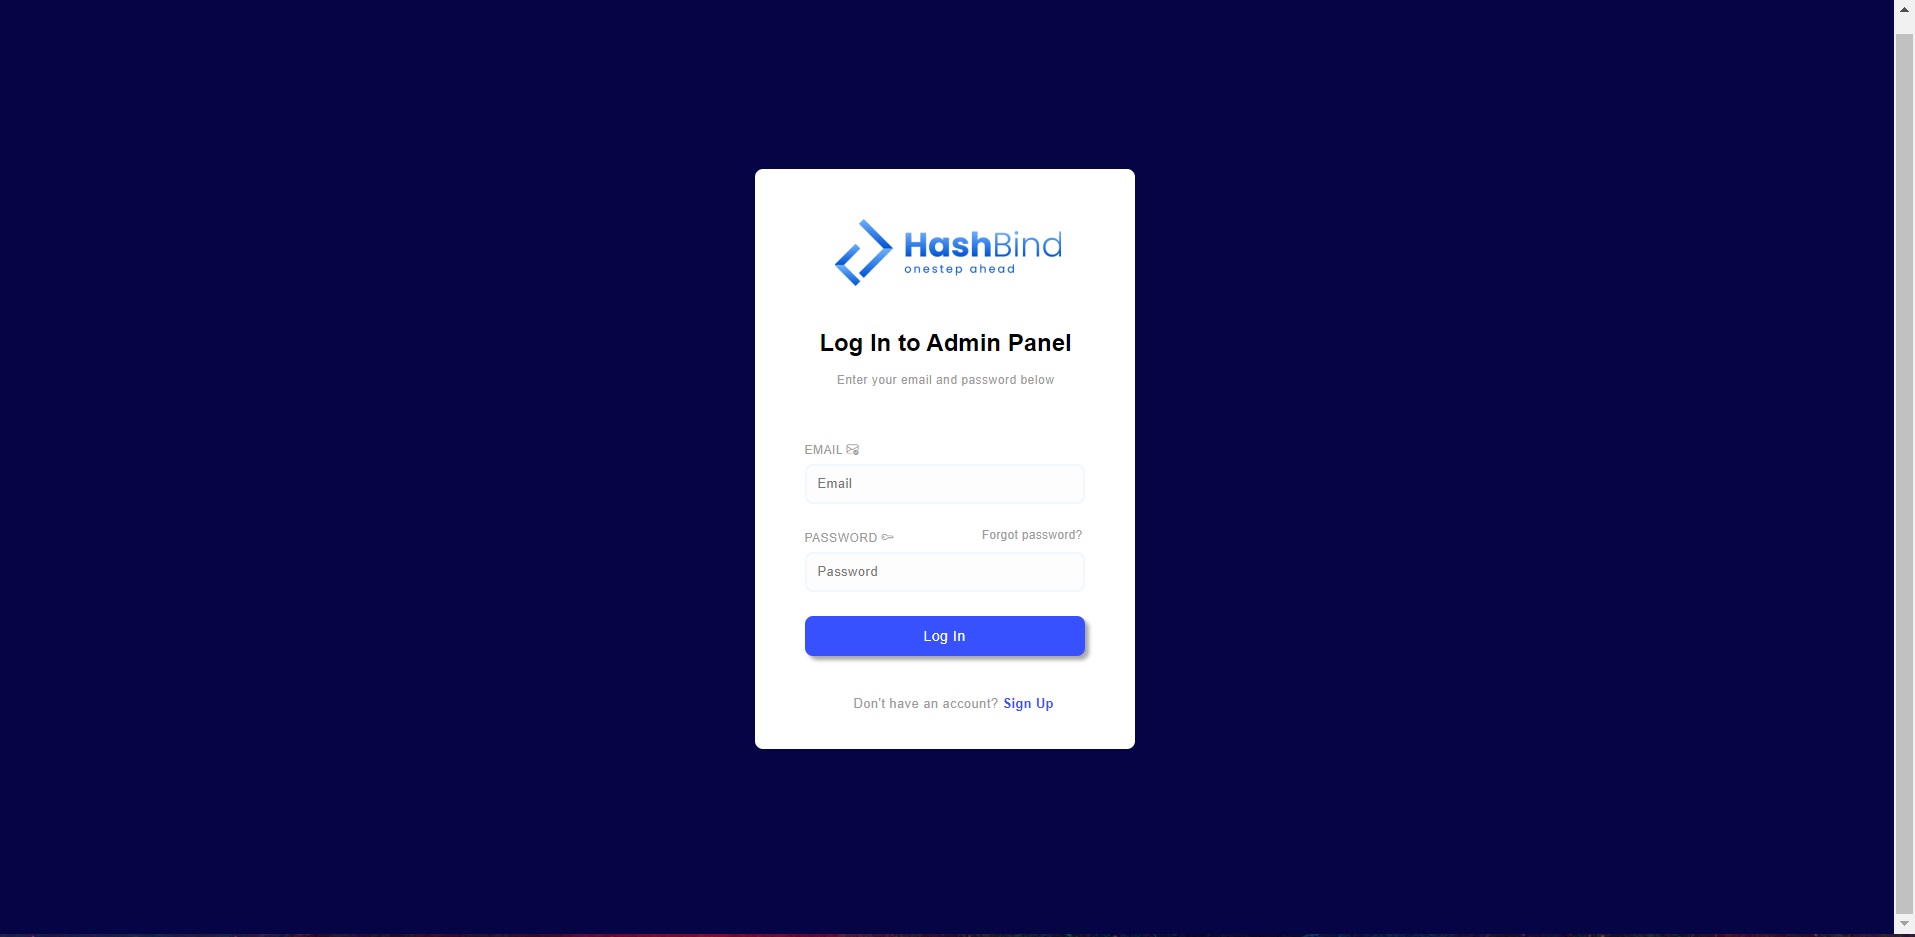 HashBind
onestep ahead
Log In to Admin Panel
Enter your email and password below
EMAIL
Email
PASSWORD
Forgot password?
Password
Log In
Don't have an account? Sign Up